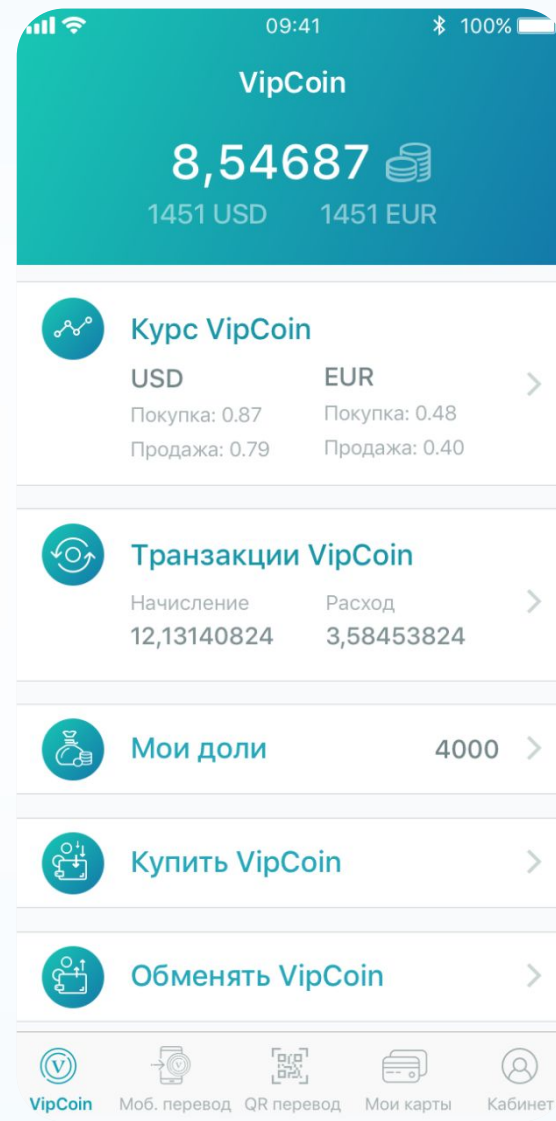 09:41 100%
VipCoin
8,54687
1451 USD 1451 EUR
Курс VipCoin
USD EUR
Покупка: 0.87 Покупка: 0.48
Продажа: 0.79 Продажа: 0.40
Транзакции VipCoin
Начисление Расход
12,13140824 3,58453824
Мои доли 4000
Купить VipCoin
Обменять VipCoin
VipCoin Моб. перевод QR перевод Мои карты Кабинет